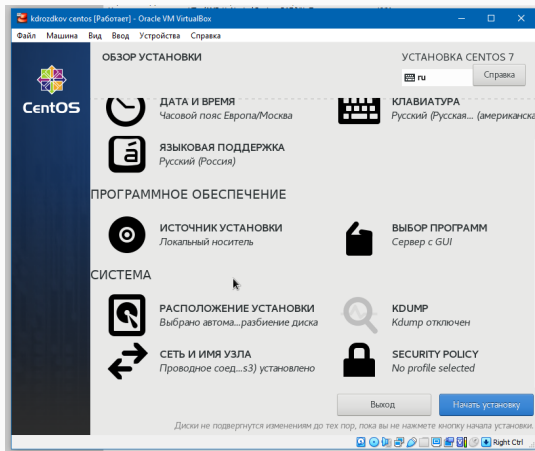 kdrozdkov centos [Работает] - Oracle VM VirtualBox
Файл Машина Вид Ввод Устройства Справка
ОБЗОР УСТАНОВКИ
УСТАНОВКА CENTOS 7
ru
Справка
CentOS
ДАТА И ВРЕМЯ
Часовой пояс Европа/Москва
КЛАВИАТУРА
Русский (Русская... (американска
ЯЗЫКОВАЯ ПОДДЕРЖКА
Русский (Россия)
ПРОГРАММНОЕ ОБЕСПЕЧЕНИЕ
ИСТОЧНИК УСТАНОВКИ
Локальный носитель
ВЫБОР ПРОГРАММ
Сервер с GUI
СИСТЕМА
РАСПОЛОЖЕНИЕ УСТАНОВКИ
Выбрано автома...разбиение диска
KDUMP
Kdump отключен
СЕТЬ И ИМЯ УЗЛА
Проводное соед...s3) установлено
SECURITY POLICY
No profile selected
Выход
Начать установку
Диски не подвергнутся изменениям до тех пор, пока вы не нажмете кнопку начала установки.
Right Ctrl